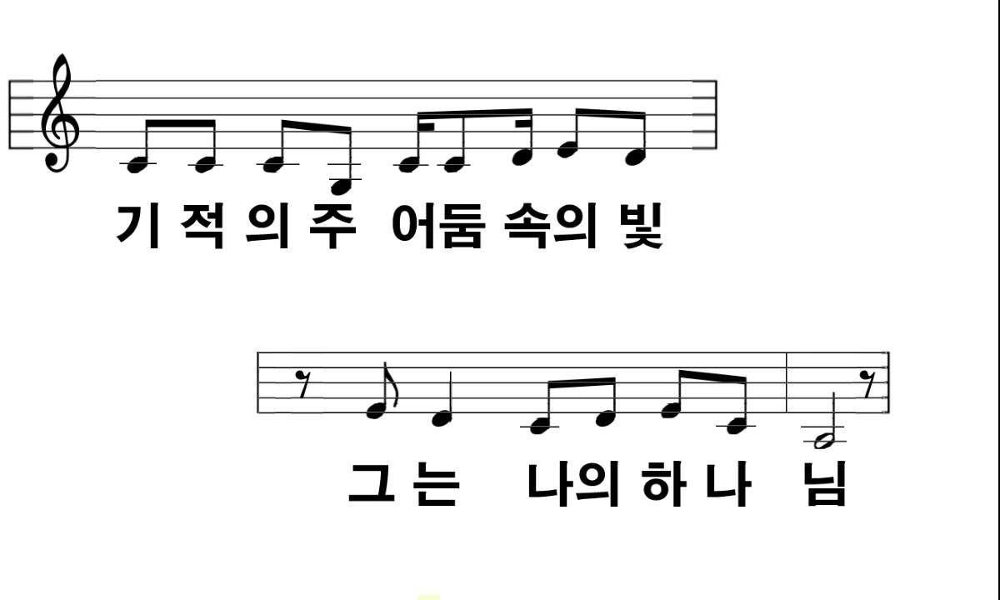 기 적 의 주 어둠 속의 빛
그 는 나의 하 나 님